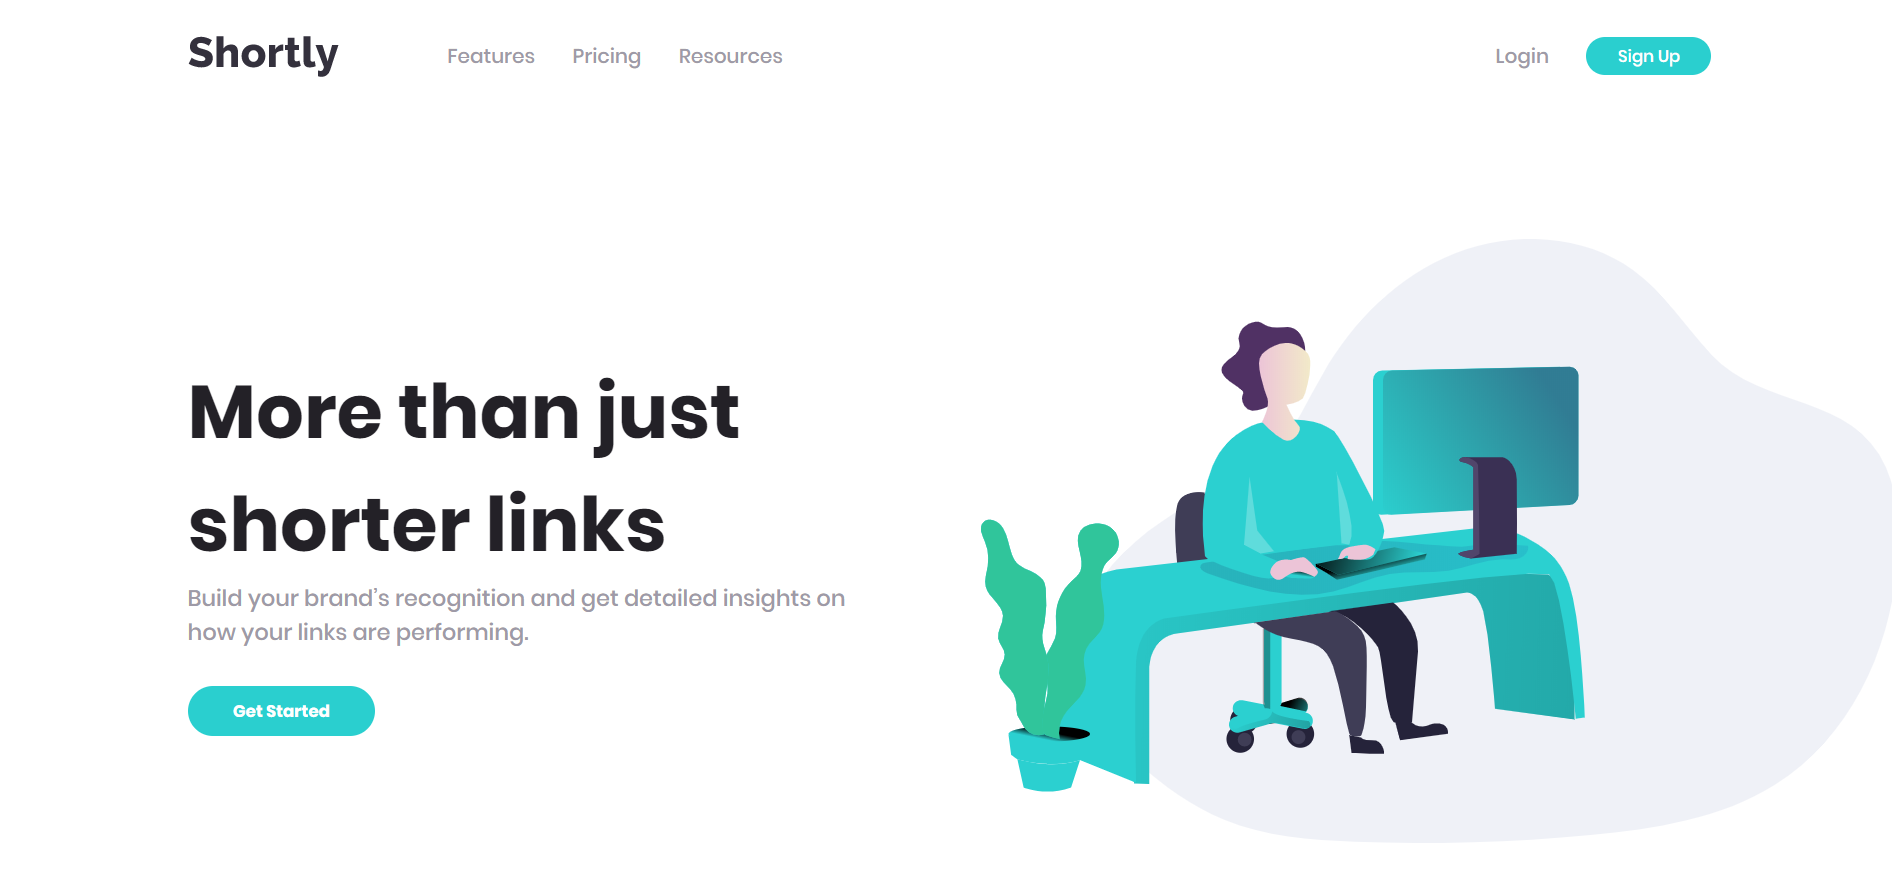 Shortly Features Pricing Resources Login Sign Up
More than just
shorter links
Build your brand’s recognition and get detailed insights on
how your links are performing.
Get Started